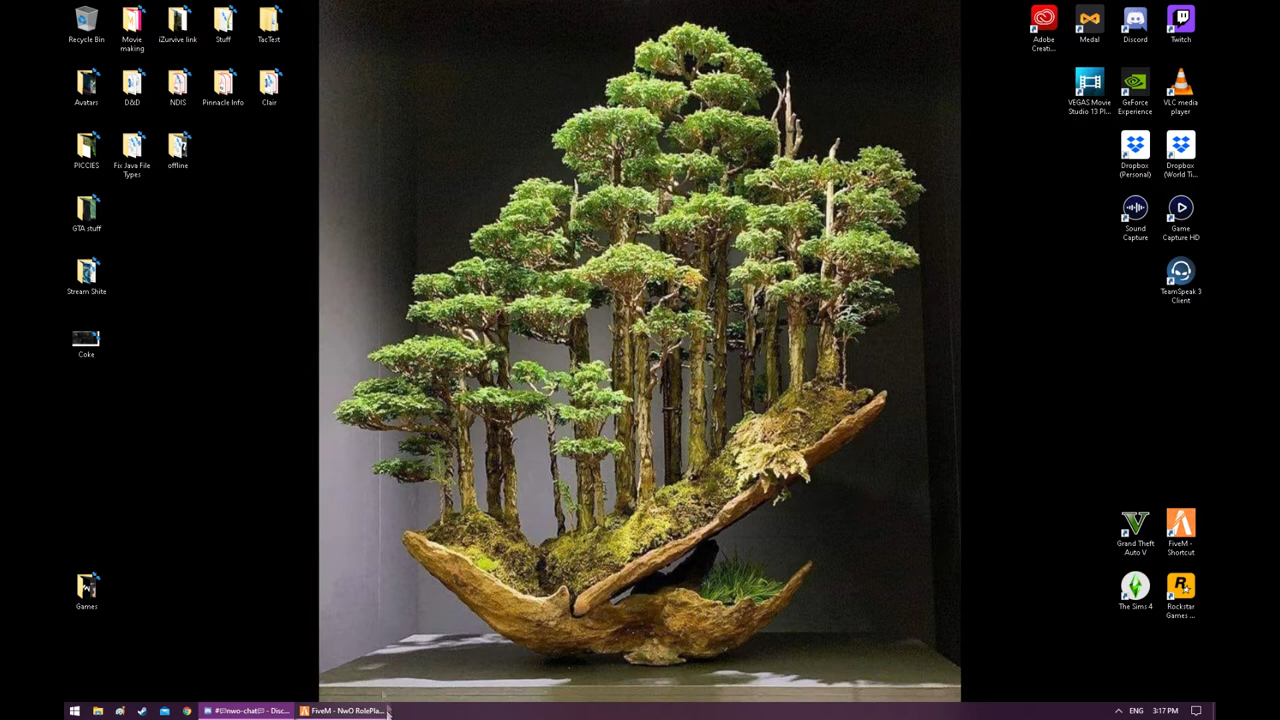 Recycle Bin
Movie
making
iZurvive link
Stuff
TacTest
Adobe
Creati...
Medal
Discord
Twitch
Avatars
D&D
NDIS
Pinnacle Info
Clair
VEGAS Movie
Studio 13 Pl...
GeForce
Experience
VLC media
player
PICCIES
Fix Java File
Types
offline
Dropbox
(Personal)
Dropbox
(World Ti...
GTA stuff
Sound
Capture
Game
Capture HD
Stream Shite
TeamSpeak 3
Client
Coke
Grand Theft
Auto V
FiveM -
Shortcut
Games
The Sims 4
Rockstar
Games ...
nwo-chat
- Disc...
FiveM - NwO RolePla...
ENG
3:17 PM